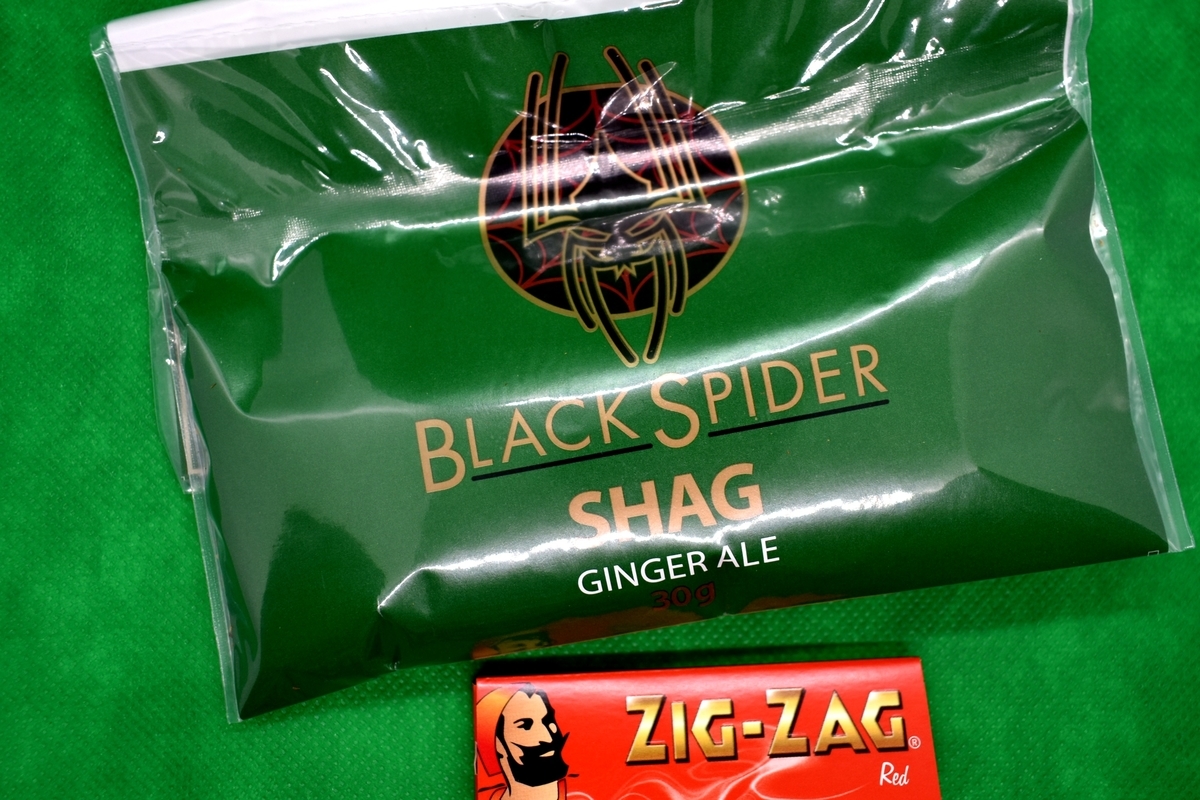 BLACK SPIDER
SHAG
GINGER ALE
30g
ZIG-ZAG®
Red